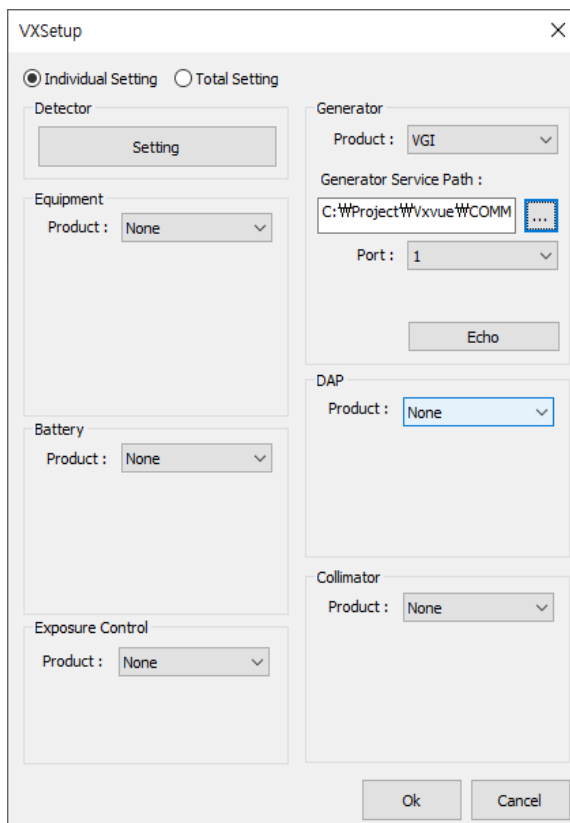 VXSetup
Individual Setting Total Setting
Detector
Setting
Equipment
Product : None
Battery
Product : None
Exposure Control
Product : None
Generator
Product : VGI
Generator Service Path :
C:₩Project₩Vxvue₩COMM ...
Port : 1
Echo
DAP
Product : None
Collimator
Product : None
Ok Cancel